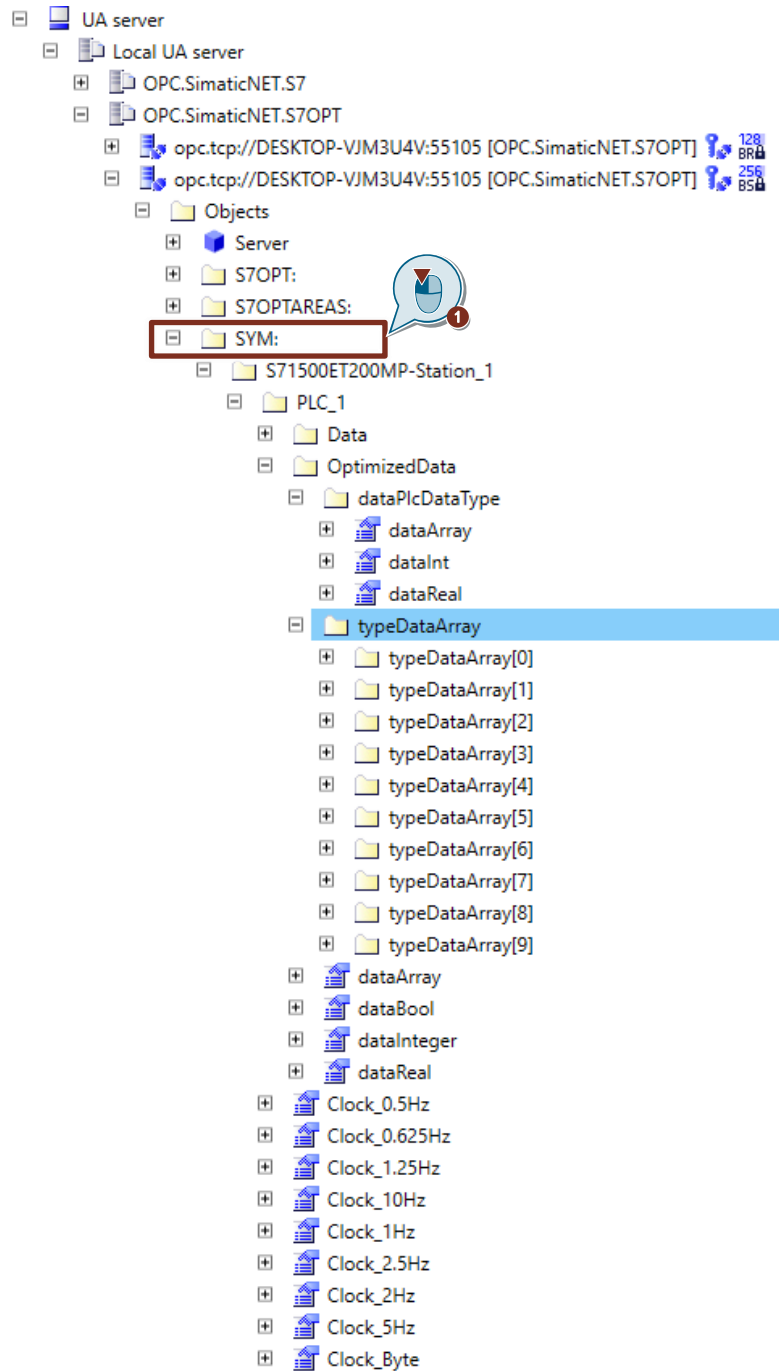 UA server
Local UA server
OPC.SimaticNET.S7
OPC.SimaticNET.S7OPT
opc.tcp://DESKTOP-VJM3U4V:55105 [OPC.SimaticNET.S7OPT] 128 BR
opc.tcp://DESKTOP-VJM3U4V:55105 [OPC.SimaticNET.S7OPT] 256 BS
Objects
Server
S7OPT:
S7OPTAREAS:
1
SYM:
S71500ET200MP-Station_1
PLC_1
Data
OptimizedData
dataPlcDataType
dataArray
dataInt
dataReal
typeDataArray
typeDataArray[0]
typeDataArray[1]
typeDataArray[2]
typeDataArray[3]
typeDataArray[4]
typeDataArray[5]
typeDataArray[6]
typeDataArray[7]
typeDataArray[8]
typeDataArray[9]
dataArray
dataBool
dataInteger
dataReal
Clock_0.5Hz
Clock_0.625Hz
Clock_1.25Hz
Clock_10Hz
Clock_1Hz
Clock_2.5Hz
Clock_2Hz
Clock_5Hz
Clock_Byte